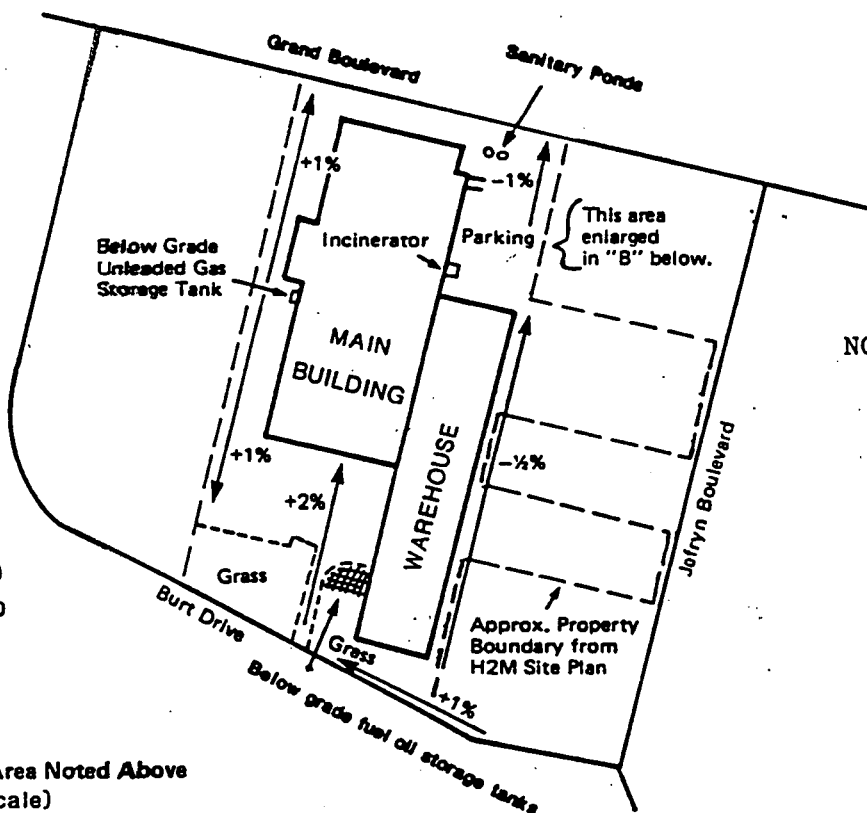 Grand Boulevard
Sanitary Ponds
+1%
-1%
Below Grade
Unleaded Gas
Storage Tank
Incinerator
Parking
This area
enlarged
in "B" below.
MAIN
BUILDING
NO
WAREHOUSE
-½%
Jofryn Boulevard
+1%
+2%
Grass
Burt Drive
Grass
Approx. Property
Boundary from
H2M Site Plan
+1%
Below grade fuel oil storage tanks
Area Noted Above
cale)